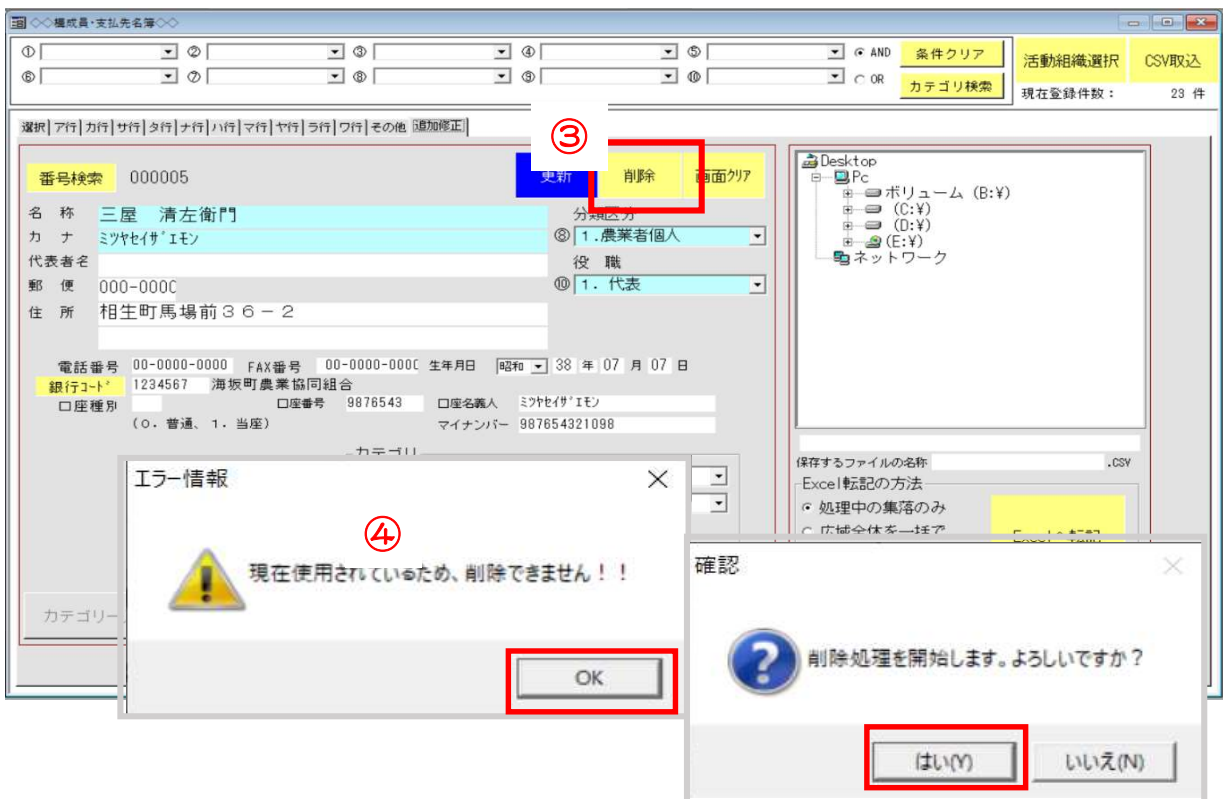 ◇◇構成員・支払先名簿◇◇
① ② ③ ④ ⑤ AND 条件クリア 活動組織選択 CSV取込
⑥ ⑦ ⑧ ⑨ ⑩ OR カテゴリ検索 現在登録件数： 23 件
選択 ア行 カ行 サ行 タ行 ナ行 ハ行 マ行 ヤ行 ラ行 ワ行 その他 追加修正
③
番号検索 000005 更新 削除 画面クリア
名 称 三屋 清左衛門 分類区分
カ ナ ミツヤセイザエモン ⑧ 1.農業者個人
代表者名 役 職
郵 便 000-0000 ⑩ 1. 代表
住 所 相生町馬場前３６－２
電話番号 00-0000-0000 FAX番号 00-0000-0000 生年月日 昭和 38 年 07 月 07 日
銀行コード 1234567 海坂町農業協同組合
口座種別 口座番号 9876543 口座名義人 ミツヤセイザエモン
(0. 普通、 1. 当座) マイナンバー 987654321098
カテゴリ
Desktop
Pc
ボリューム (B:¥)
(C:¥)
(D:¥)
(E:¥)
ネットワーク
保存するファイルの名称 .CSV
Excel転記の方法
処理中の集落のみ
広域全体を一括で
カテゴリー
エラー情報
④
現在使用されているため、削除できません！！
OK
確認
削除処理を開始します。よろしいですか？
はい(Y) いいえ(N)